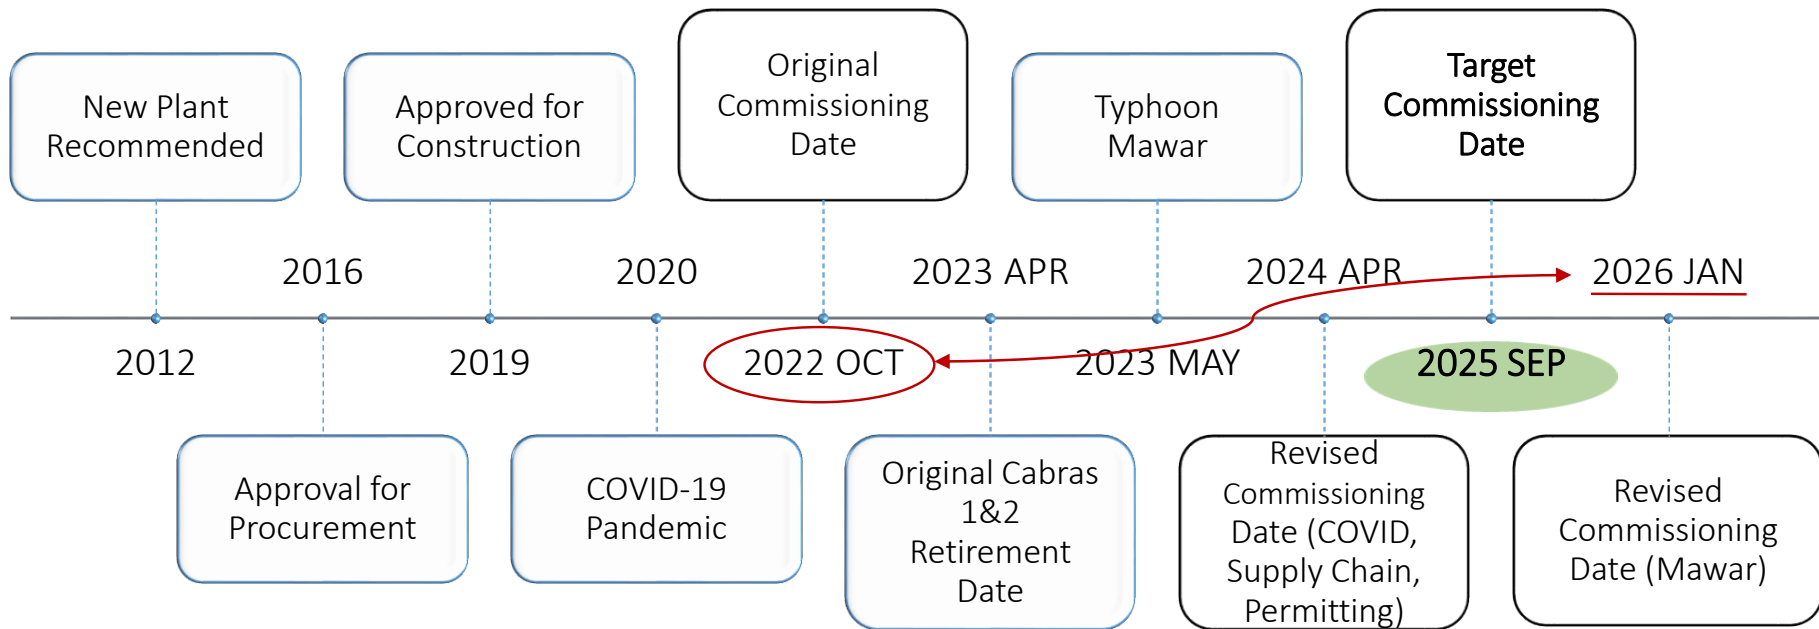 New Plant
Recommended
Approved for
Construction
Original
Commissioning
Date
Typhoon
Mawar
Target
Commissioning
Date
2016
2020
2023 APR
2024 APR
2026 JAN
2012
2019
2022 OCT
2023 MAY
2025 SEP
Approval for
Procurement
COVID-19
Pandemic
Original Cabras
1&2
Retirement
Date
Revised
Commissioning
Date (COVID,
Supply Chain,
Permitting)
Revised
Commissioning
Date (Mawar)